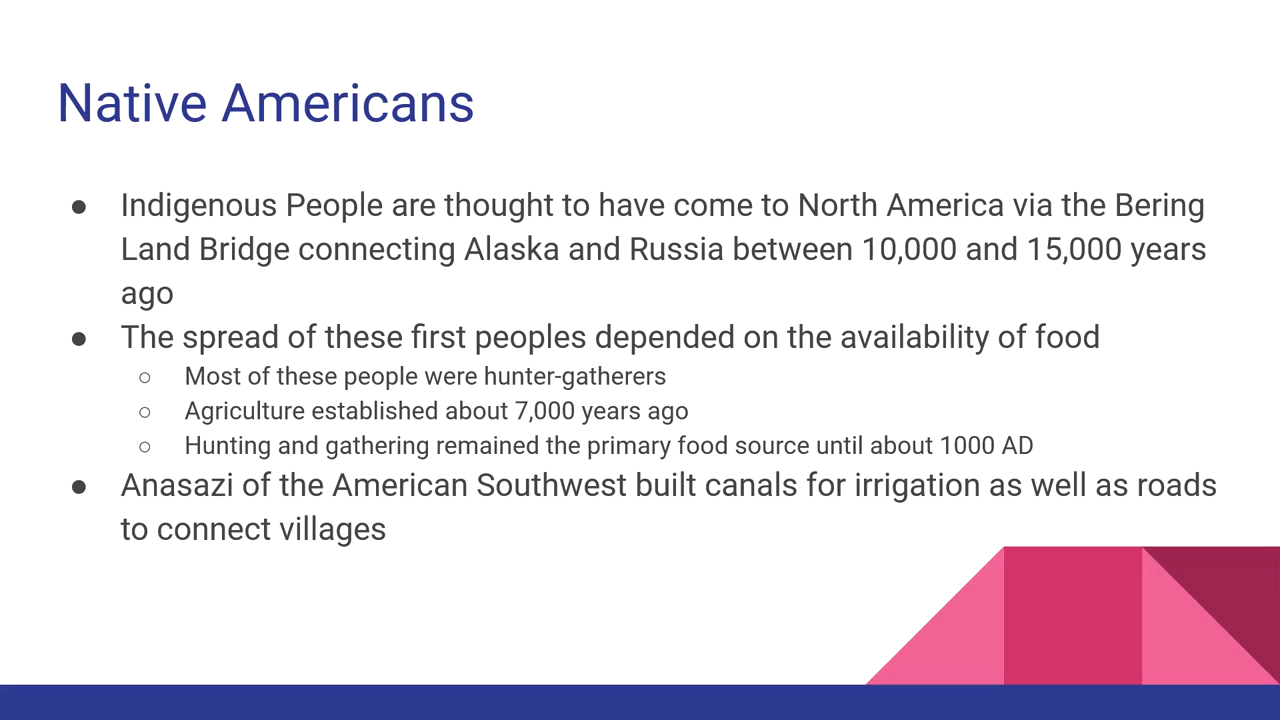 Native Americans
● Indigenous People are thought to have come to North America via the Bering
Land Bridge connecting Alaska and Russia between 10,000 and 15,000 years
ago
● The spread of these first peoples depended on the availability of food
○ Most of these people were hunter-gatherers
○ Agriculture established about 7,000 years ago
○ Hunting and gathering remained the primary food source until about 1000 AD
● Anasazi of the American Southwest built canals for irrigation as well as roads
to connect villages